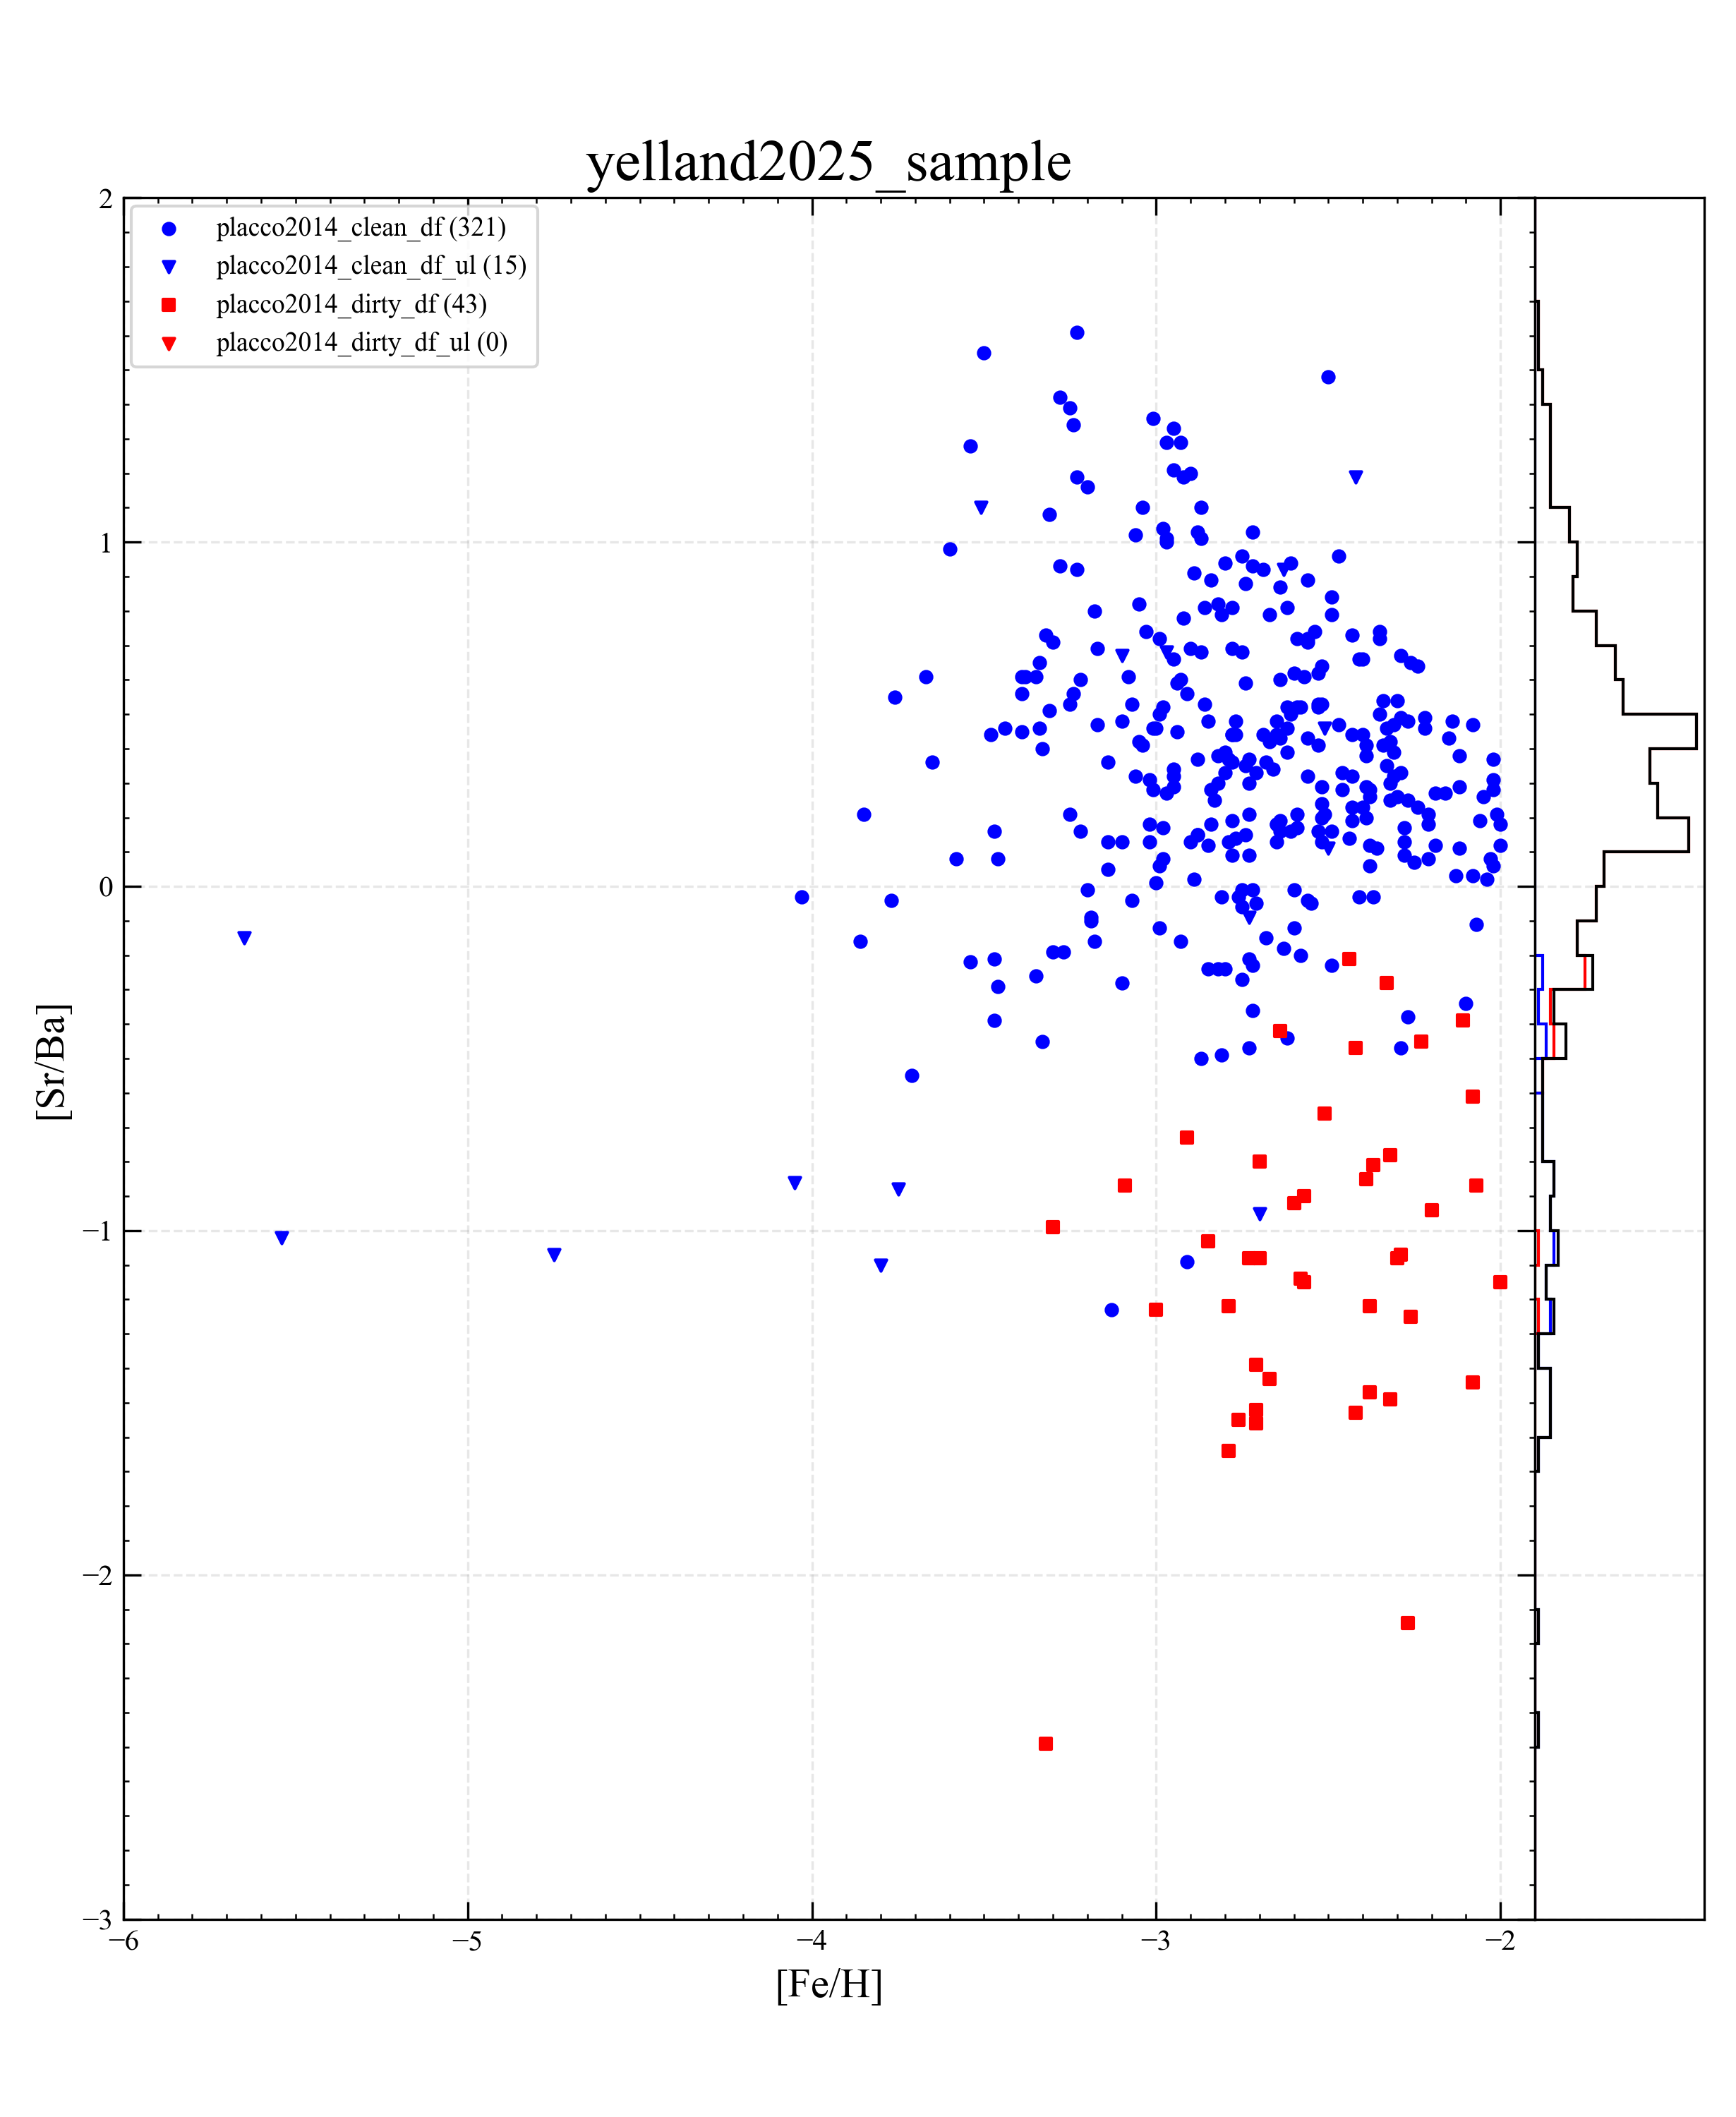 yelland2025_sample
placco2014_clean_df (321)
placco2014_clean_df_ul (15)
placco2014_dirty_df (43)
placco2014_dirty_df_ul (0)
2
1
0
−1
−2
−3
[Sr/Ba]
−6 −5 −4 −3 −2
[Fe/H]